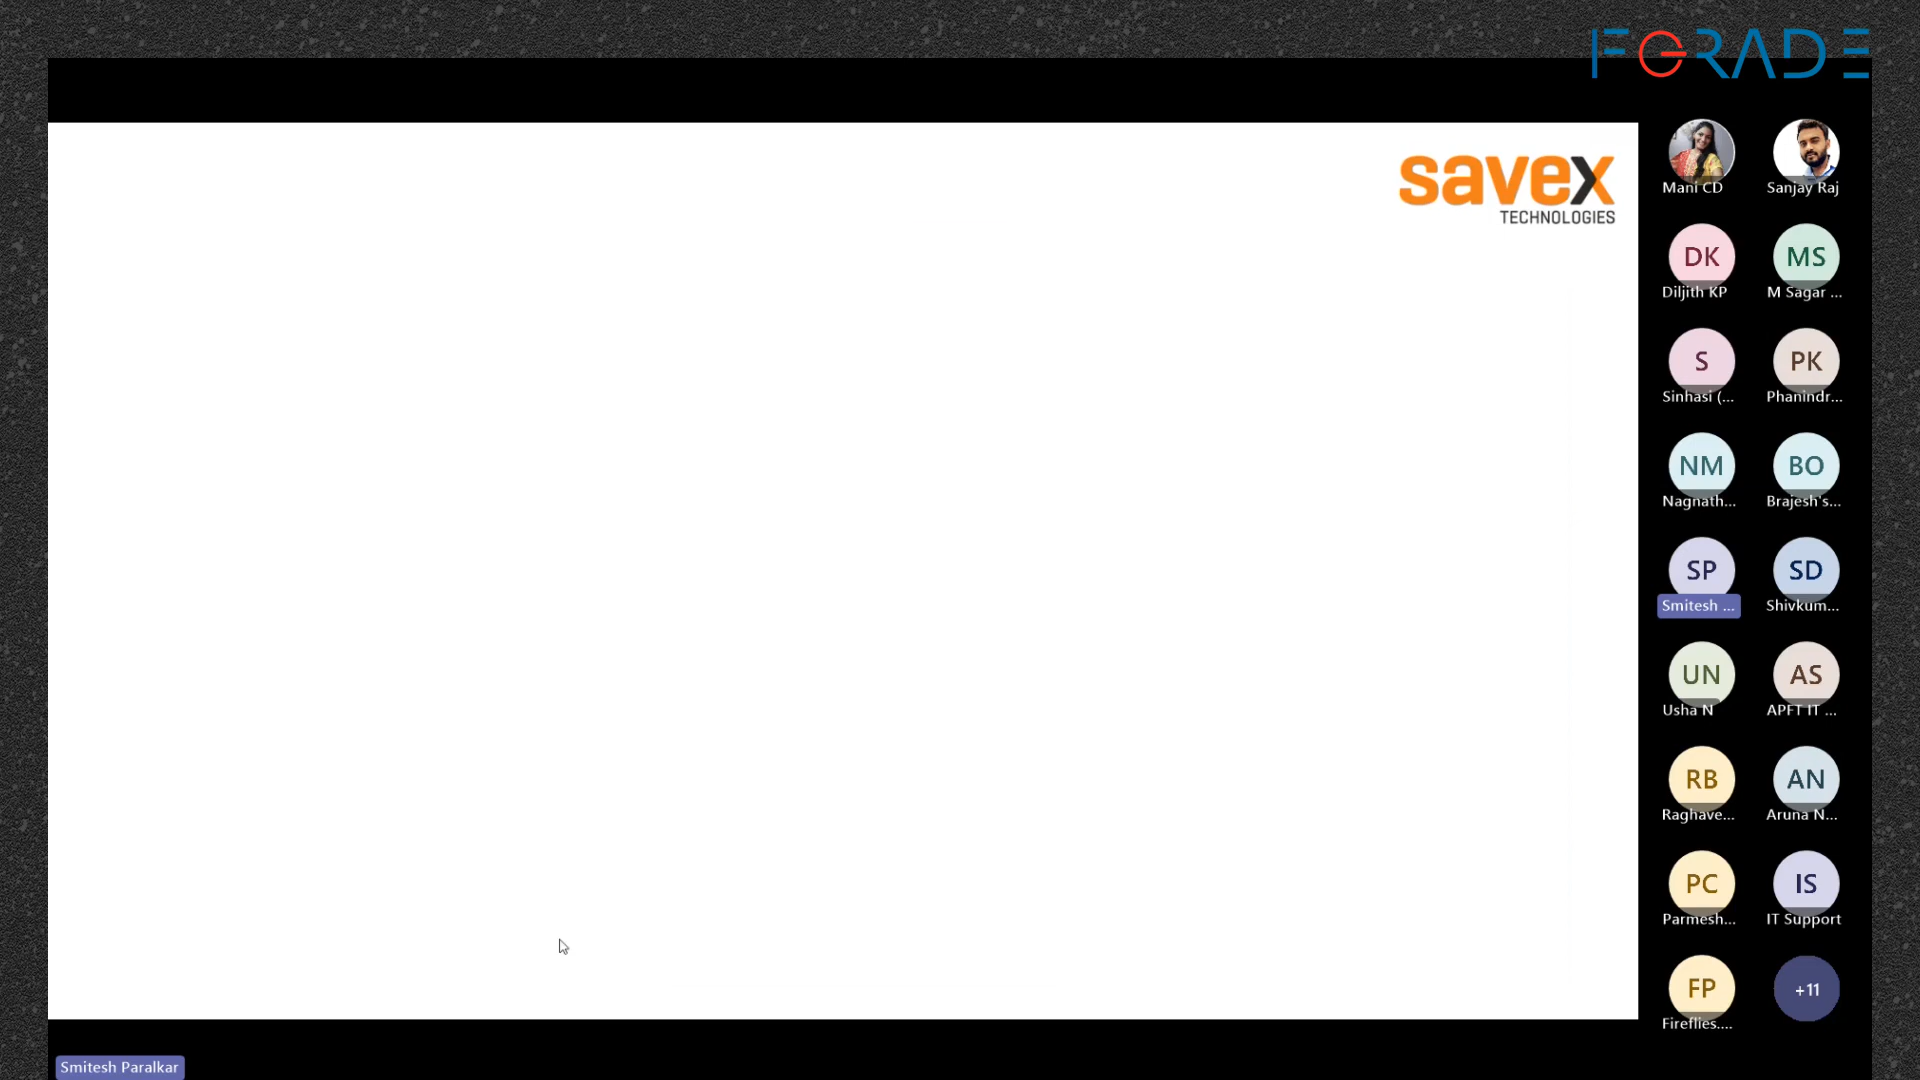 FGRADE
savex
TECHNOLOGIES
Mani CD
Sanjay Raj
DK
MS
Diljith KP
M Sagar ...
S
PK
Sinhasi (...
Phanindr...
NM
BO
Nagnath...
Brajesh's...
SP
SD
Smitesh ...
Shivkum...
UN
AS
Usha N
APFT IT ...
RB
AN
Raghave...
Aruna N...
PC
IS
Parmesh...
IT Support
FP
+11
Fireflies....
Smitesh Paralkar